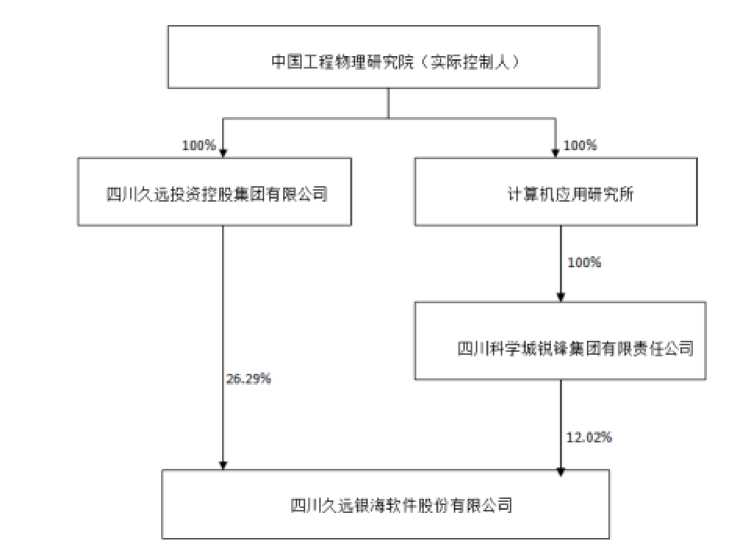 中国工程物理研究院（实际控制人）
100%
100%
四川久远投资控股集团有限公司
计算机应用研究所
100%
四川科学城锐锋集团有限责任公司
26.29%
12.02%
四川久远银海软件股份有限公司